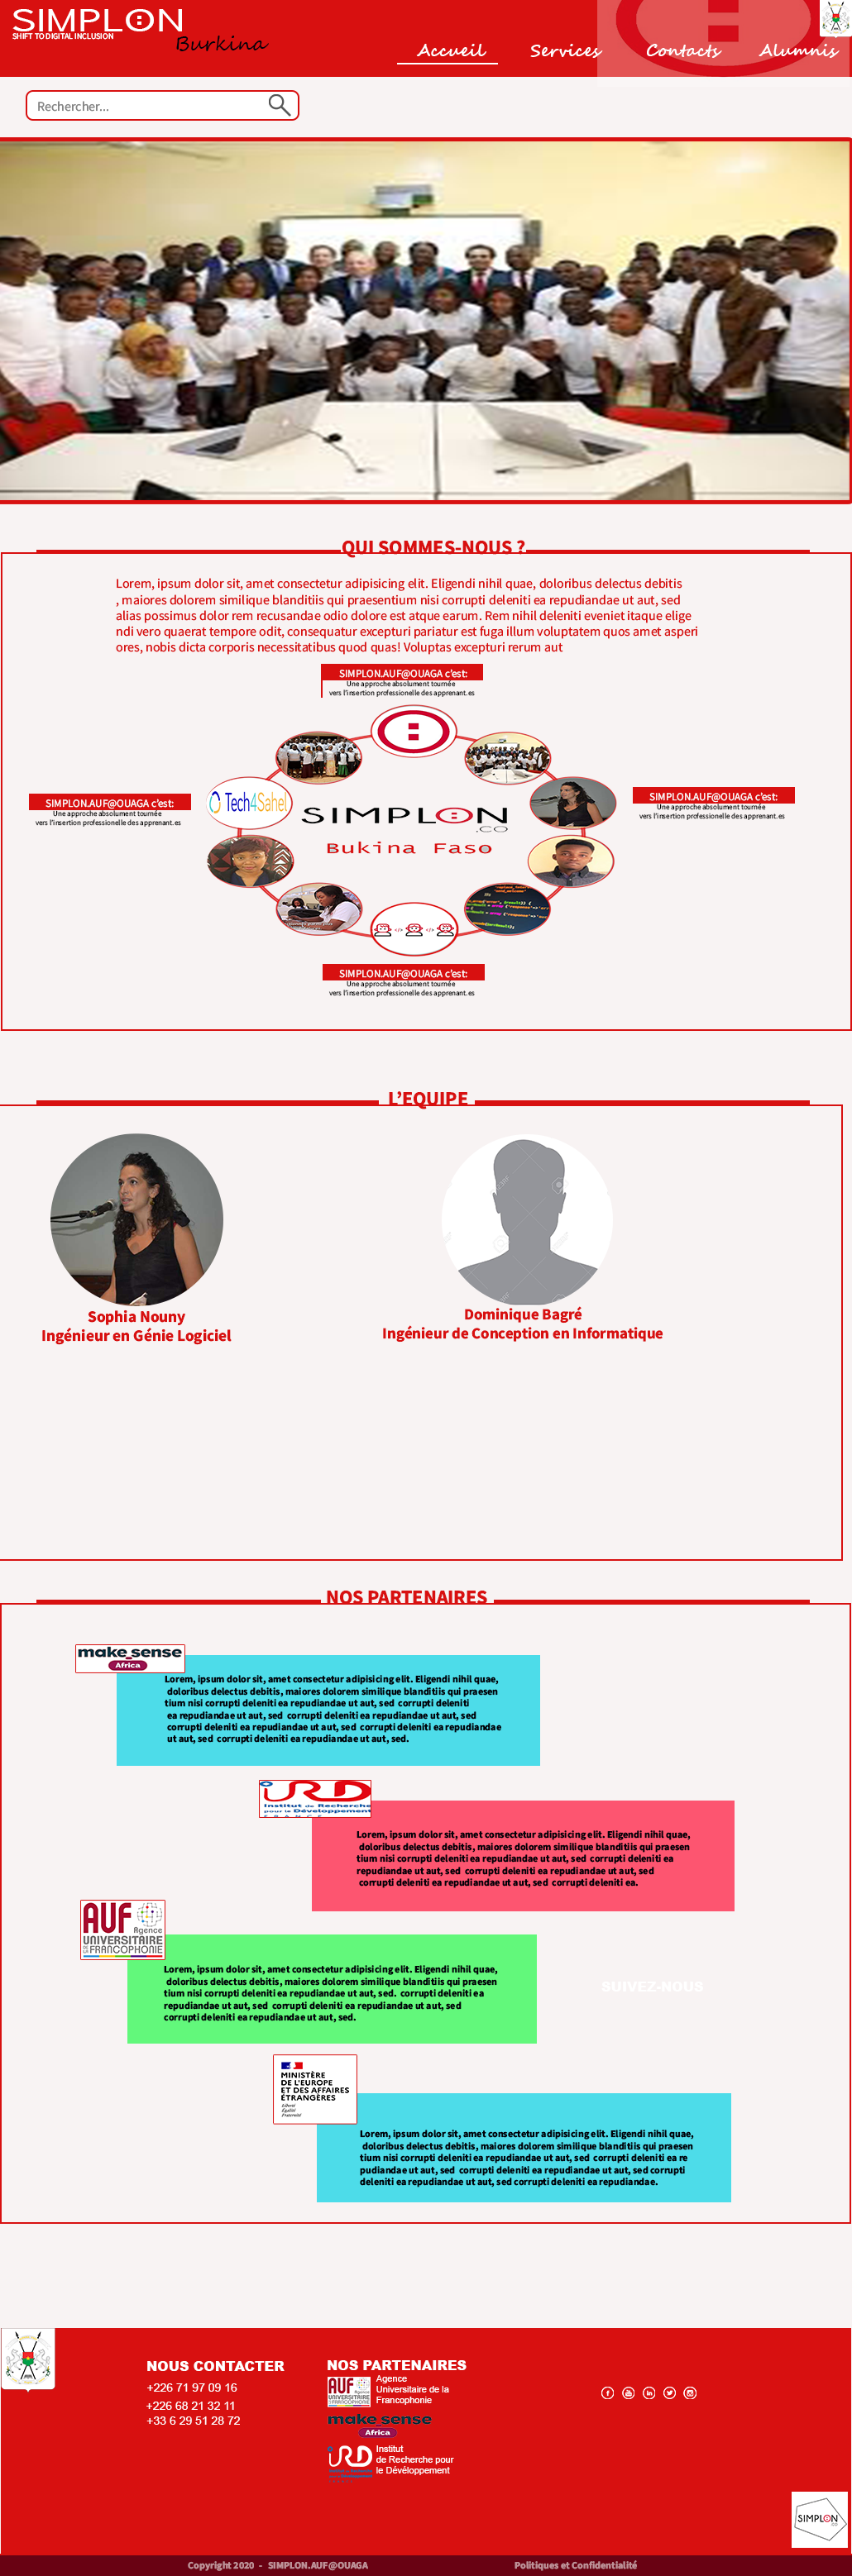 SIMPLON
SHIFT TO DIGITAL INCLUSION
Burkina
Accueil Services Contacts Alumnis
Rechercher...
QUI SOMMES-NOUS ?
Lorem, ipsum dolor sit, amet consectetur adipisicing elit. Eligendi nihil quae, doloribus delectus debitis
, maiores dolorem similique blanditiis qui praesentium nisi corrupti deleniti ea repudiandae ut aut, sed
alias possimus dolor rem recusandae odio dolore est atque earum. Rem nihil deleniti eveniet itaque elige
ndi vero quaerat tempore odit, consequatur excepturi pariatur est fuga illum voluptatem quos amet asperi
ores, nobis dicta corporis necessitatibus quod quas! Voluptas excepturi rerum aut
SIMPLON.AUF@OUAGA c'est:
Une approche absolument tournée
vers l'insertion professionelle des apprenant.es
SIMPLON.AUF@OUAGA c'est:
Une approche absolument tournée
vers l'insertion professionelle des apprenant.es
Tech4Sahel
SIMPLON
.CO
Bukina Faso
SIMPLON.AUF@OUAGA c'est:
Une approche absolument tournée
vers l'insertion professionelle des apprenant.es
SIMPLON.AUF@OUAGA c'est:
Une approche absolument tournée
vers l'insertion professionelle des apprenant.es
L'EQUIPE
Sophia Nouny
Ingénieur en Génie Logiciel
Dominique Bagré
Ingénieur de Conception en Informatique
NOS PARTENAIRES
make_sense
Africa
Lorem, ipsum dolor sit, amet consectetur adipisicing elit. Eligendi nihil quae,
doloribus delectus debitis, maiores dolorem similique blanditiis qui praesen
tium nisi corrupti deleniti ea repudiandae ut aut, sed corrupti deleniti
ea repudiandae ut aut, sed corrupti deleniti ea repudiandae ut aut, sed
corrupti deleniti ea repudiandae ut aut, sed corrupti deleniti ea repudiandae
ut aut, sed corrupti deleniti ea repudiandae ut aut, sed.
IRD
Institut de Recherche
pour le Développement
FRANCE
Lorem, ipsum dolor sit, amet consectetur adipisicing elit. Eligendi nihil quae,
doloribus delectus debitis, maiores dolorem similique blanditiis qui praesen
tium nisi corrupti deleniti ea repudiandae ut aut, sed corrupti deleniti ea
repudiandae ut aut, sed corrupti deleniti ea repudiandae ut aut, sed
corrupti deleniti ea repudiandae ut aut, sed corrupti deleniti ea.
AUF
Agence
UNIVERSITAIRE
DE LA FRANCOPHONIE
Lorem, ipsum dolor sit, amet consectetur adipisicing elit. Eligendi nihil quae,
doloribus delectus debitis, maiores dolorem similique blanditiis qui praesen
tium nisi corrupti deleniti ea repudiandae ut aut, sed. corrupti deleniti ea
repudiandae ut aut, sed corrupti deleniti ea repudiandae ut aut, sed
corrupti deleniti ea repudiandae ut aut, sed.
SUIVEZ-NOUS
MINISTÈRE
DE L'EUROPE
ET DES AFFAIRES
ÉTRANGÈRES
Liberté
Égalité
Fraternité
Lorem, ipsum dolor sit, amet consectetur adipisicing elit. Eligendi nihil quae,
doloribus delectus debitis, maiores dolorem similique blanditiis qui praesen
tium nisi corrupti deleniti ea repudiandae ut aut, sed corrupti deleniti ea re
pudiandae ut aut, sed corrupti deleniti ea repudiandae ut aut, sed corrupti
deleniti ea repudiandae ut aut, sed corrupti deleniti ea repudiandae.
NOUS CONTACTER
+226 71 97 09 16
+226 68 21 32 11
+33 6 29 51 28 72
NOS PARTENAIRES
AUF
Agence
UNIVERSITAIRE
DE LA FRANCOPHONIE
Agence
Universitaire de la
Francophonie
make_sense
Africa
IRD
Institut
de Recherche pour
le Dévéloppement
SIMPLON
Copyright 2020 - SIMPLON.AUF@OUAGA
Politiques et Confidentialité